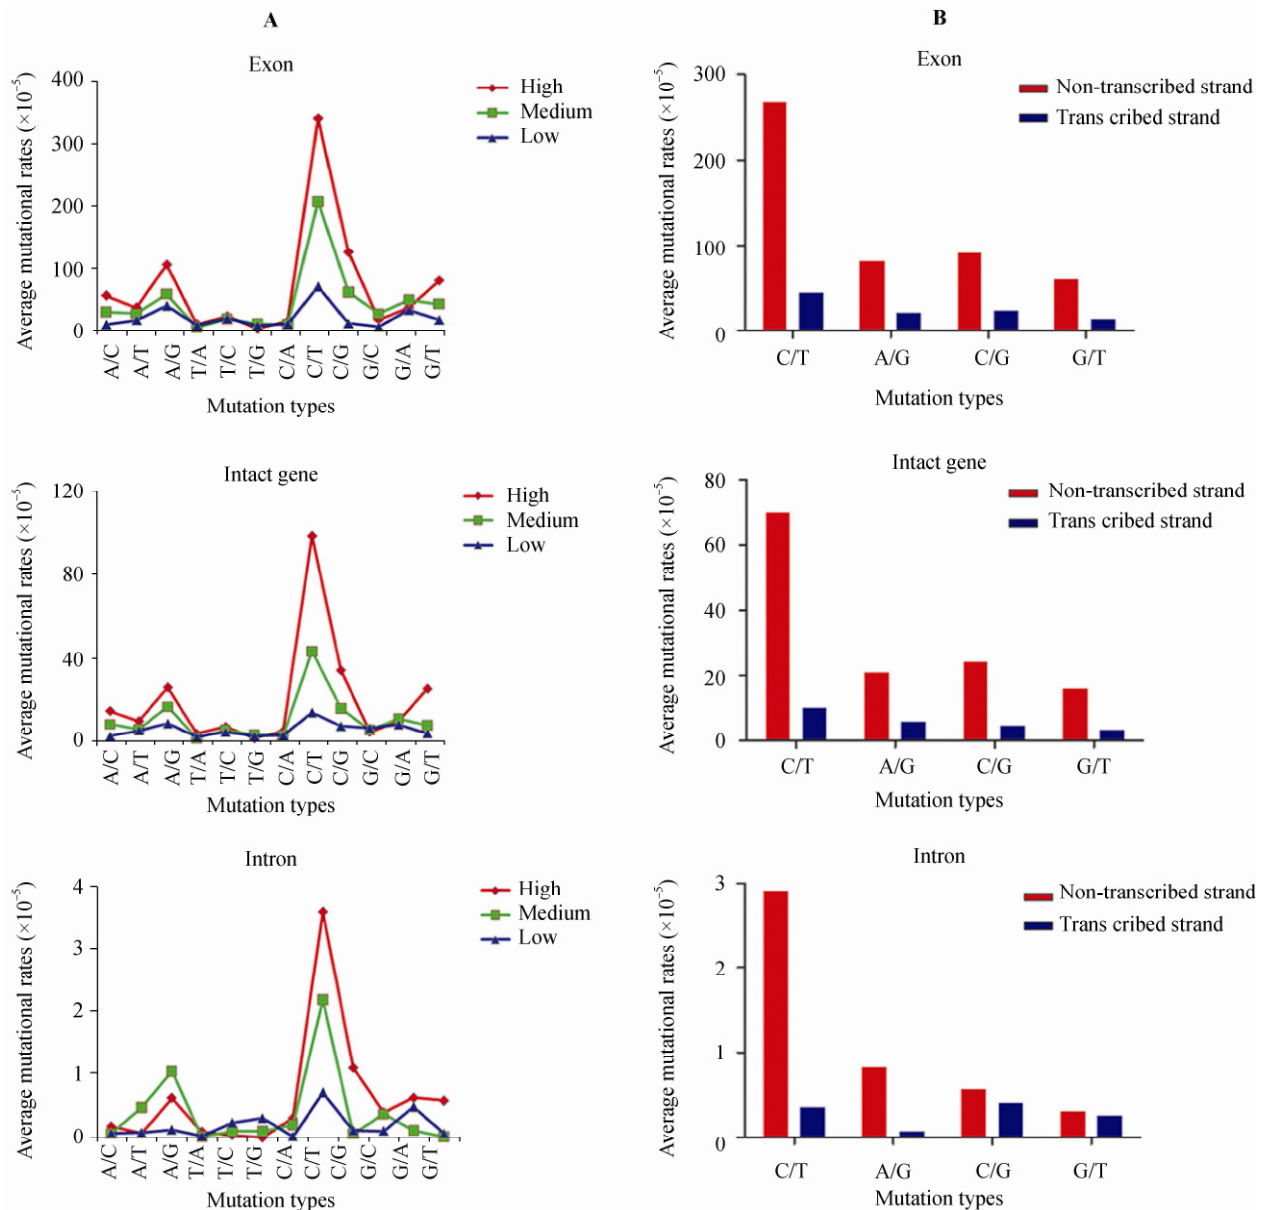 A
Exon
Average mutational rates (×10⁻⁵)
400
300
200
100
0
High
Medium
Low
A/C
A/T
A/G
T/A
T/C
T/G
C/A
C/T
C/G
G/C
G/A
G/T
Mutation types
Intact gene
Average mutational rates (×10⁻⁵)
120
80
40
0
High
Medium
Low
A/C
A/T
A/G
T/A
T/C
T/G
C/A
C/T
C/G
G/C
G/A
G/T
Mutation types
Intron
Average mutational rates (×10⁻⁵)
4
3
2
1
0
High
Medium
Low
A/C
A/T
A/G
T/A
T/C
T/G
C/A
C/T
C/G
G/C
G/A
G/T
Mutation types
B
Exon
Average mutational rates (×10⁻⁵)
300
200
100
0
Non-transcribed strand
Trans cribed strand
C/T
A/G
C/G
G/T
Mutation types
Intact gene
Average mutational rates (×10⁻⁵)
80
60
40
20
0
Non-transcribed strand
Trans cribed strand
C/T
A/G
C/G
G/T
Mutation types
Intron
Average mutational rates (×10⁻⁵)
3
2
1
0
Non-transcribed strand
Trans cribed strand
C/T
A/G
C/G
G/T
Mutation types